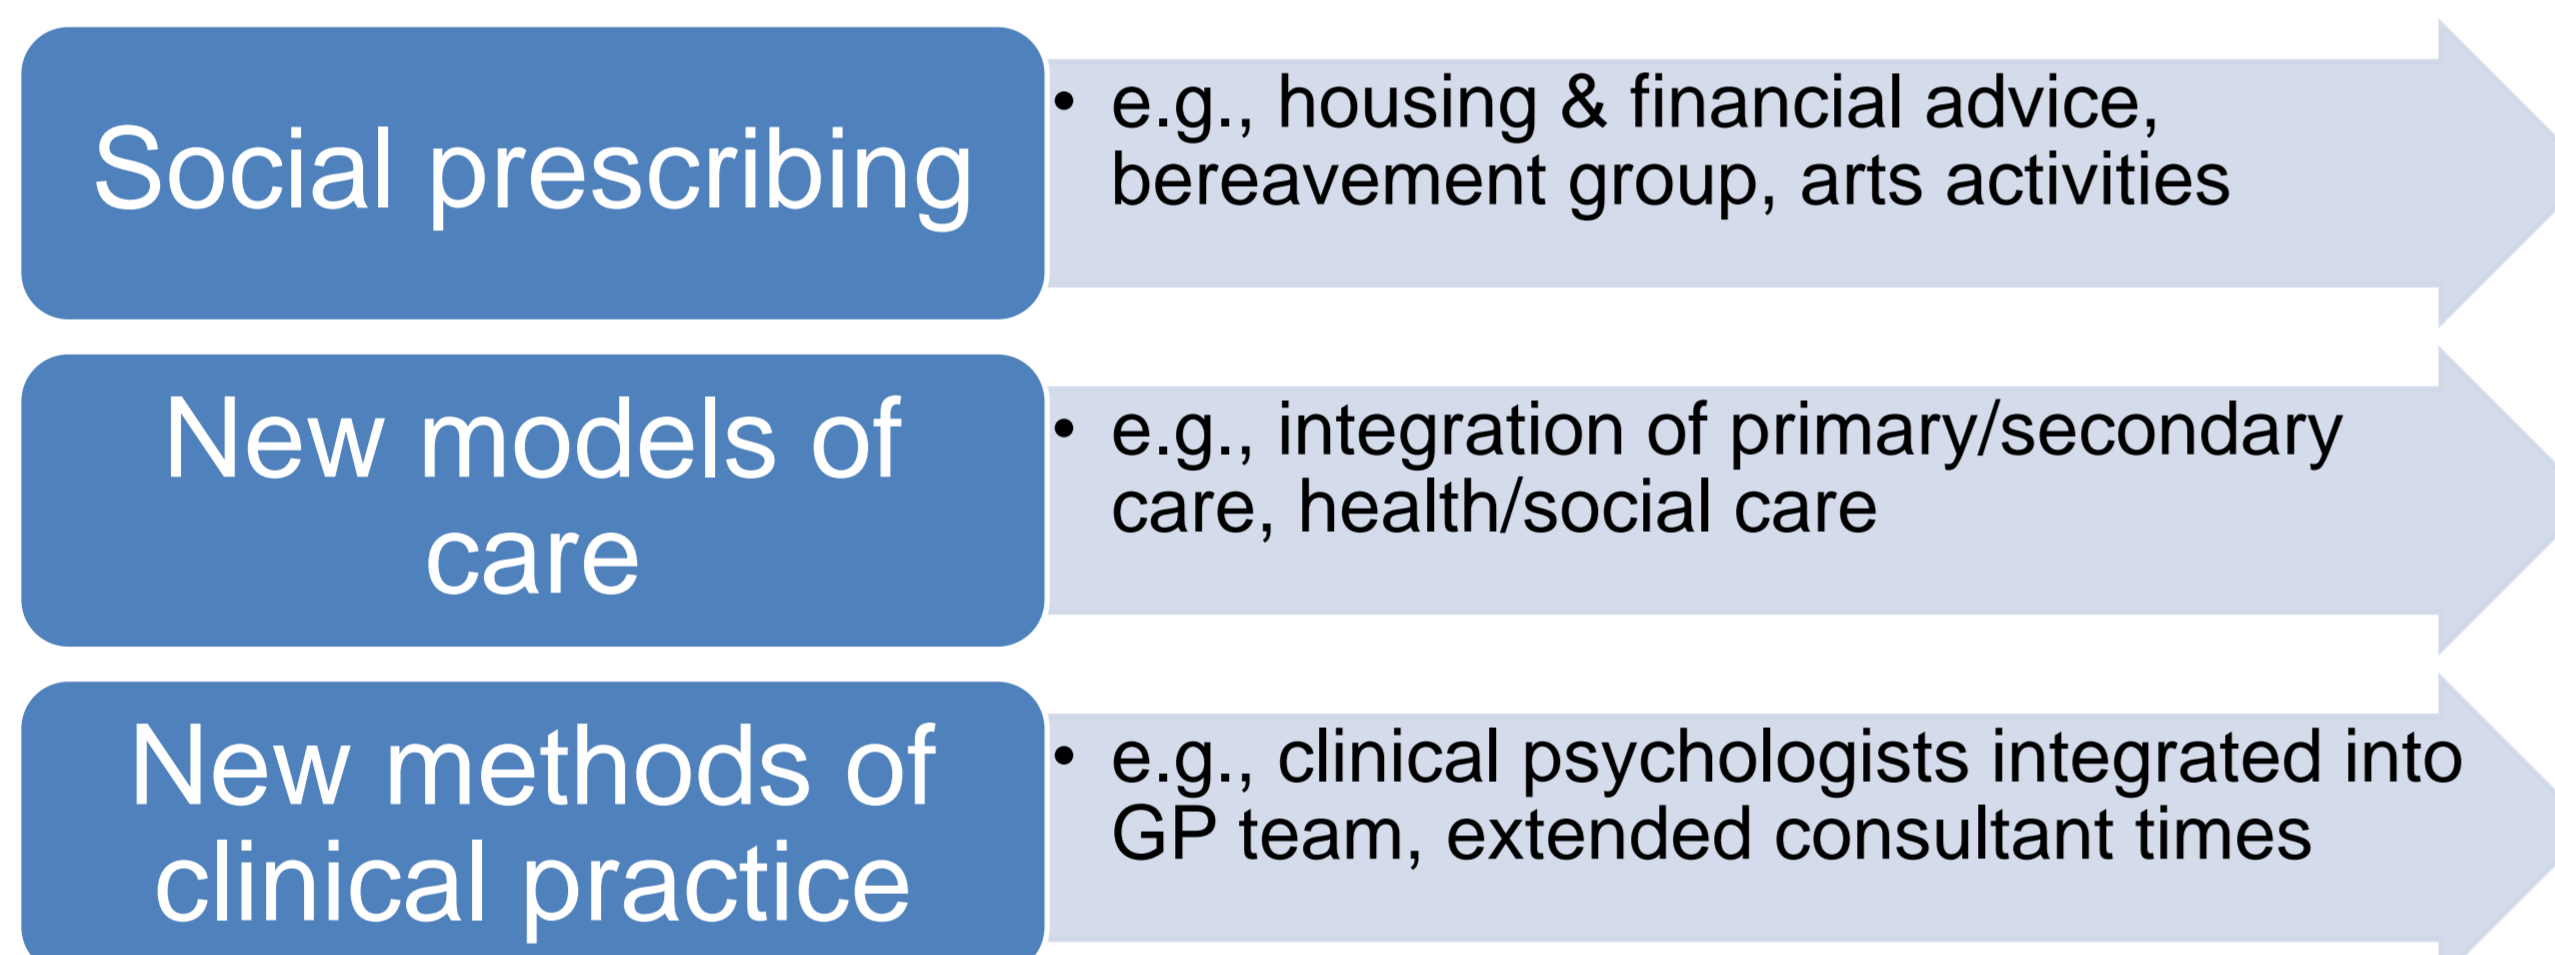 Social prescribing
• e.g., housing & financial advice,
bereavement group, arts activities
New models of
care
• e.g., integration of primary/secondary
care, health/social care
New methods of
clinical practice
• e.g., clinical psychologists integrated into
GP team, extended consultant times